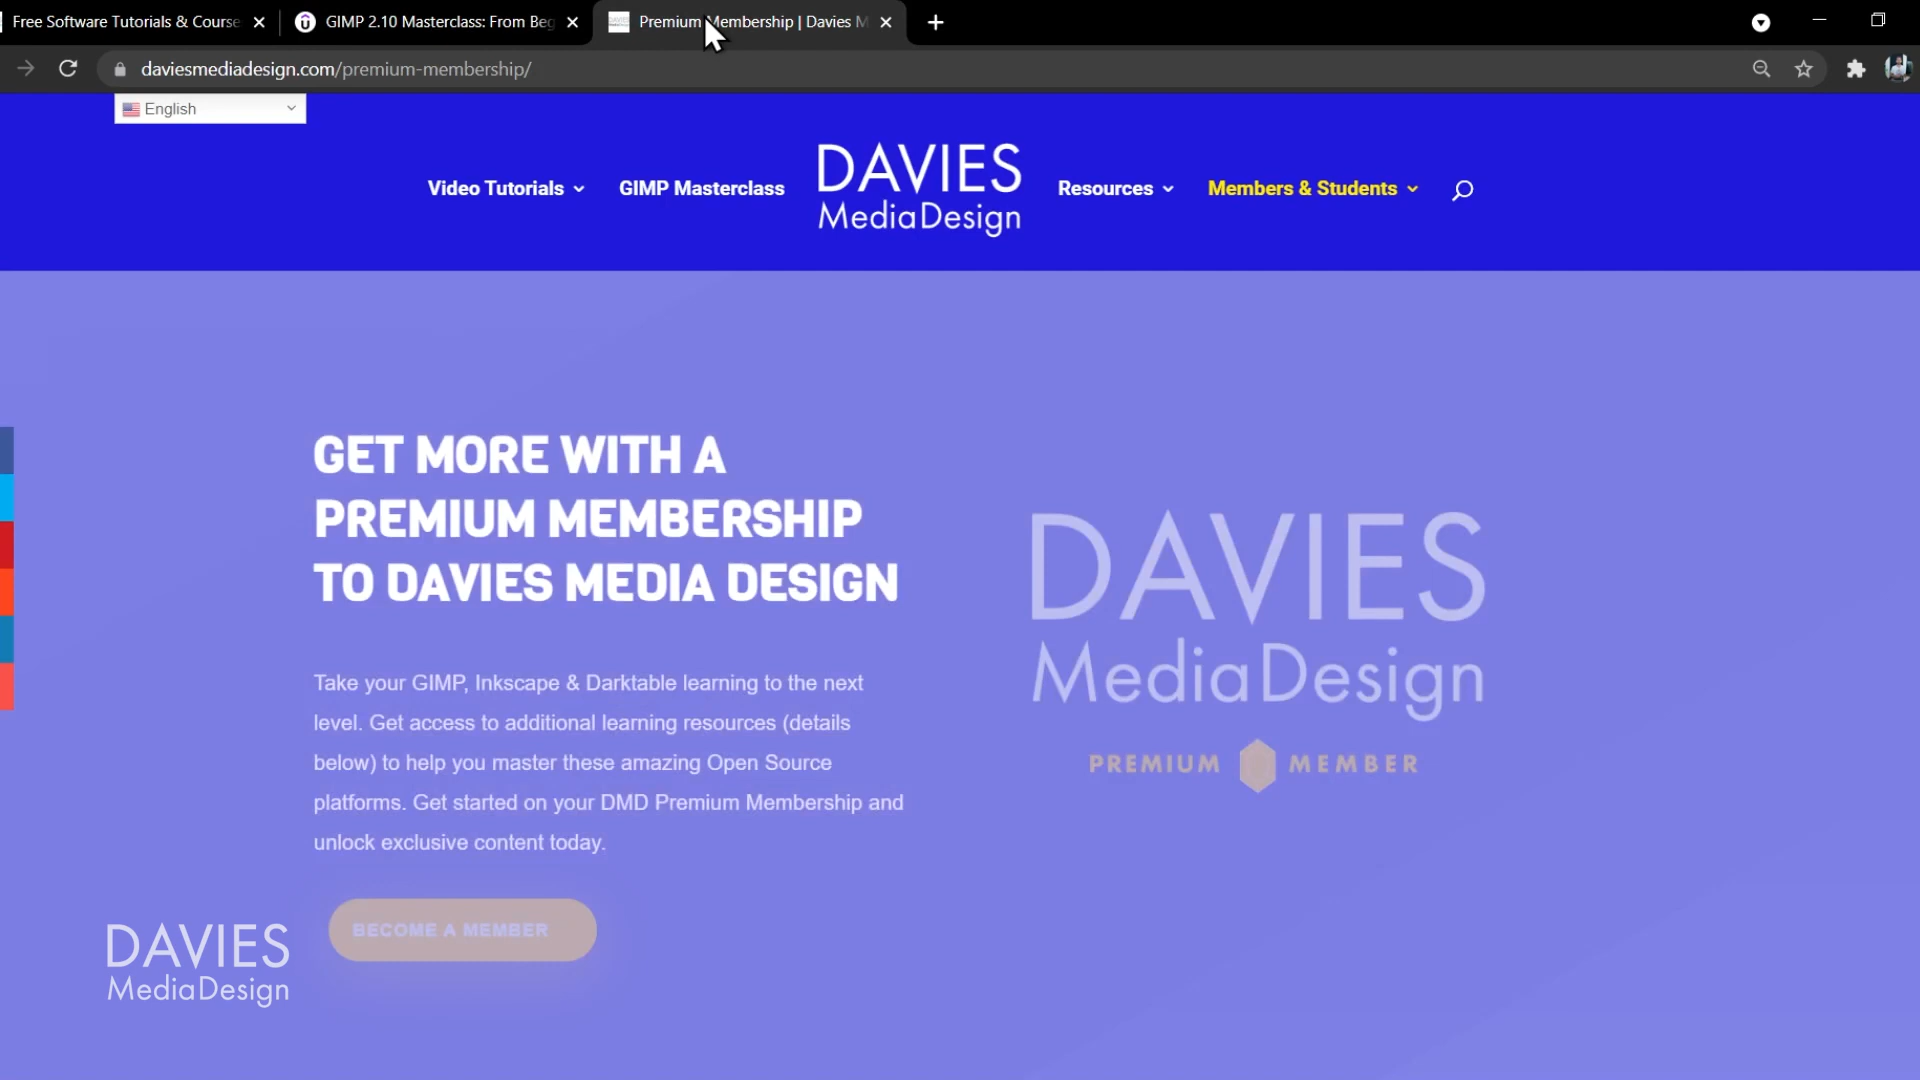 Free Software Tutorials & Course
GIMP 2.10 Masterclass: From Beg
Premium Membership | Davies M
daviesmediadesign.com/premium-membership/
English
Video Tutorials
GIMP Masterclass
DAVIES
MediaDesign
Resources
Members & Students
GET MORE WITH A
PREMIUM MEMBERSHIP
TO DAVIES MEDIA DESIGN
Take your GIMP, Inkscape & Darktable learning to the next
level. Get access to additional learning resources (details
below) to help you master these amazing Open Source
platforms. Get started on your DMD Premium Membership and
unlock exclusive content today.
BECOME A MEMBER
DAVIES
MediaDesign
PREMIUM MEMBER
DAVIES
MediaDesign